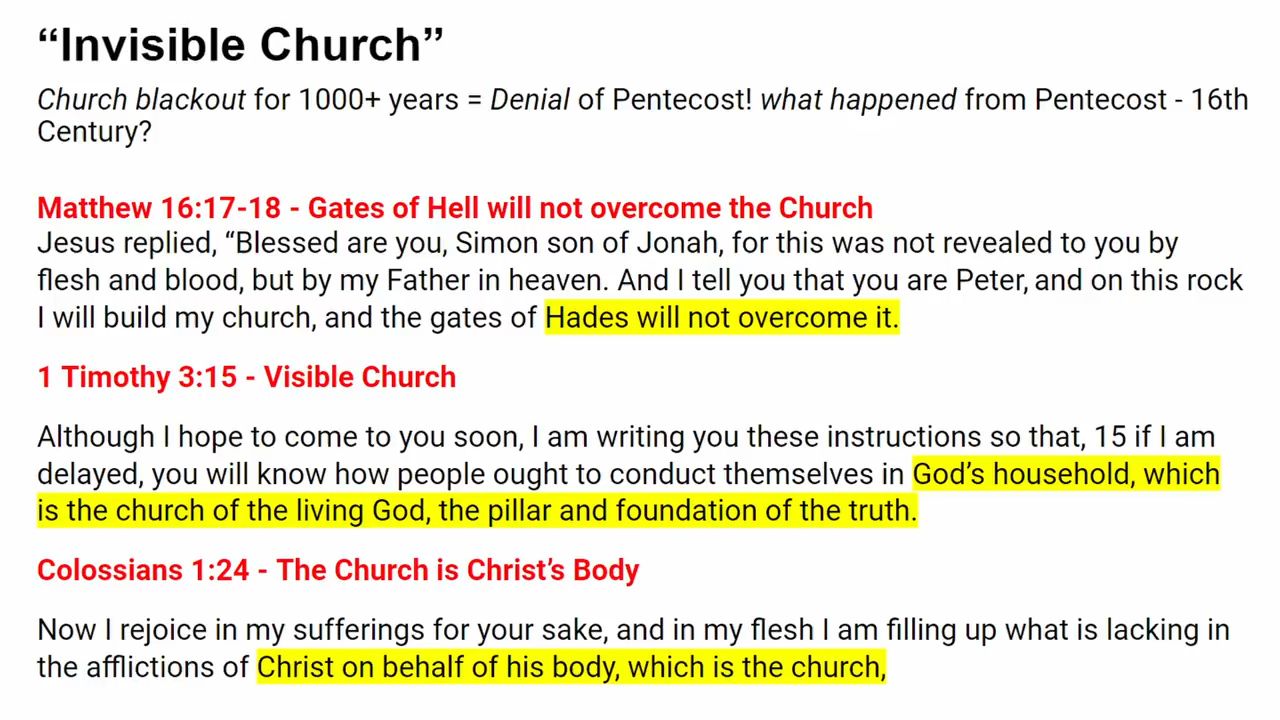 “Invisible Church”
Church blackout for 1000+ years = Denial of Pentecost! what happened from Pentecost - 16th
Century?
Matthew 16:17-18 - Gates of Hell will not overcome the Church
Jesus replied, “Blessed are you, Simon son of Jonah, for this was not revealed to you by
flesh and blood, but by my Father in heaven. And I tell you that you are Peter, and on this rock
I will build my church, and the gates of Hades will not overcome it.
1 Timothy 3:15 - Visible Church
Although I hope to come to you soon, I am writing you these instructions so that, 15 if I am
delayed, you will know how people ought to conduct themselves in God’s household, which
is the church of the living God, the pillar and foundation of the truth.
Colossians 1:24 - The Church is Christ’s Body
Now I rejoice in my sufferings for your sake, and in my flesh I am filling up what is lacking in
the afflictions of Christ on behalf of his body, which is the church,